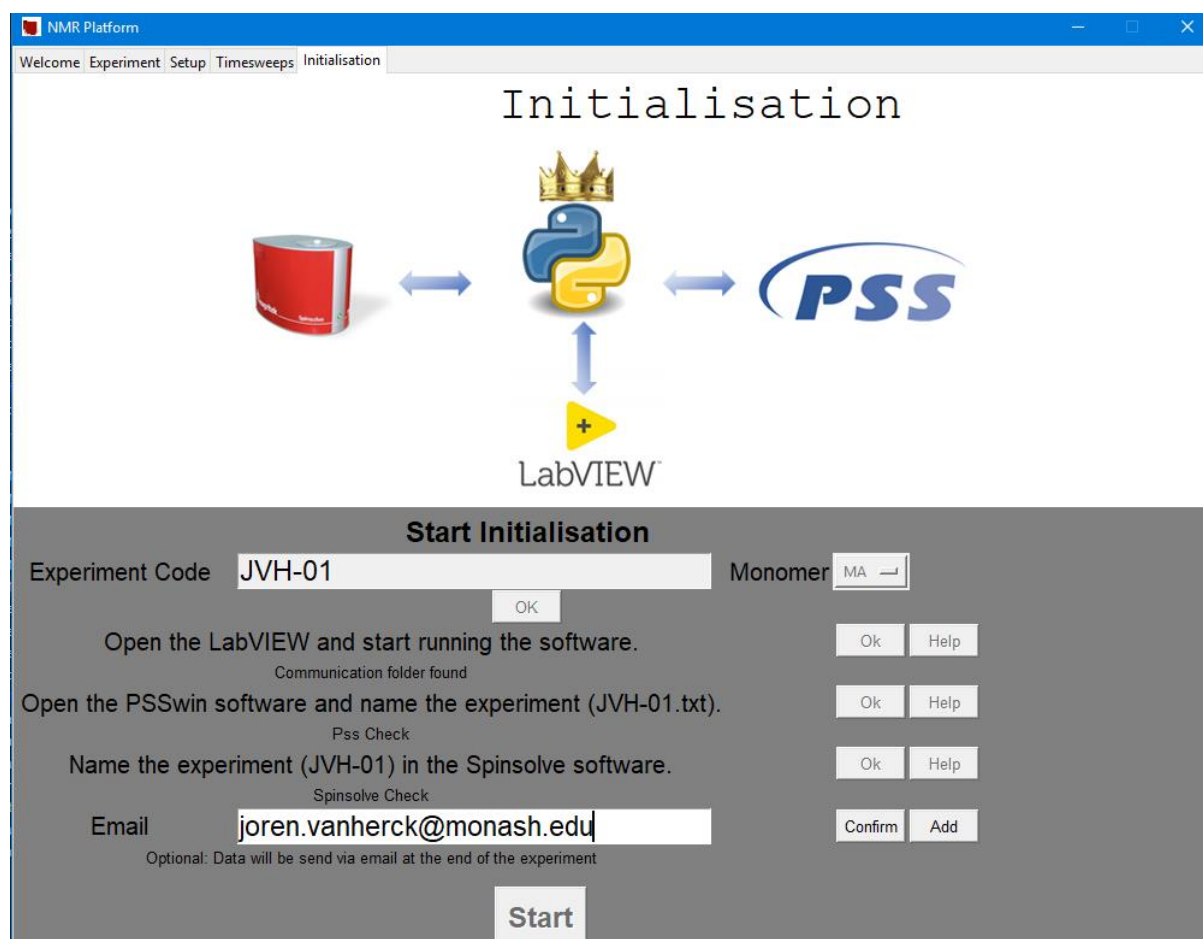 NMR Platform
Welcome Experiment Setup Timesweeps Initialisation
Initialisation
PSS
LabVIEW™
Start Initialisation
Experiment Code JVH-01 Monomer MA
OK
Open the LabVIEW and start running the software. Ok Help
Communication folder found
Open the PSSwin software and name the experiment (JVH-01.txt). Ok Help
Pss Check
Name the experiment (JVH-01) in the Spinsolve software. Ok Help
Spinsolve Check
Email joren.vanherck@monash.edu Confirm Add
Optional: Data will be send via email at the end of the experiment
Start